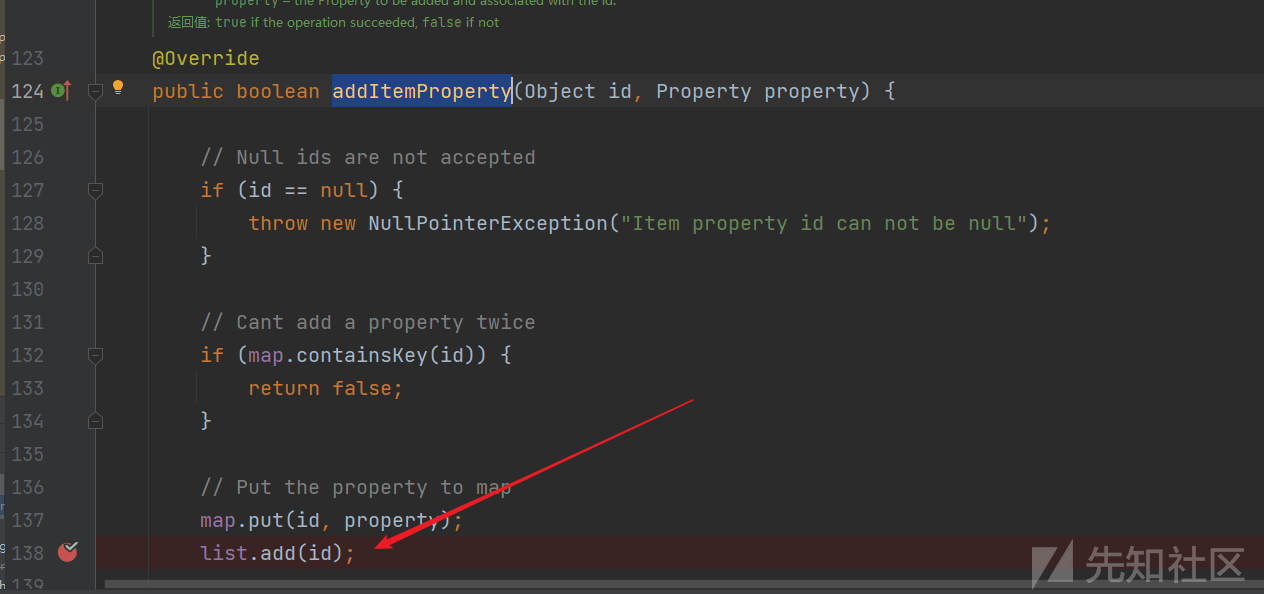 property – the Property to be added and associated with the id.
返回值: true if the operation succeeded, false if not
123 @Override
124 public boolean addItemProperty(Object id, Property property) {
125
126 // Null ids are not accepted
127 if (id == null) {
128 throw new NullPointerException("Item property id can not be null");
129 }
130
131 // Cant add a property twice
132 if (map.containsKey(id)) {
133 return false;
134 }
135
136 // Put the property to map
137 map.put(id, property);
138 list.add(id);
139
先知社区